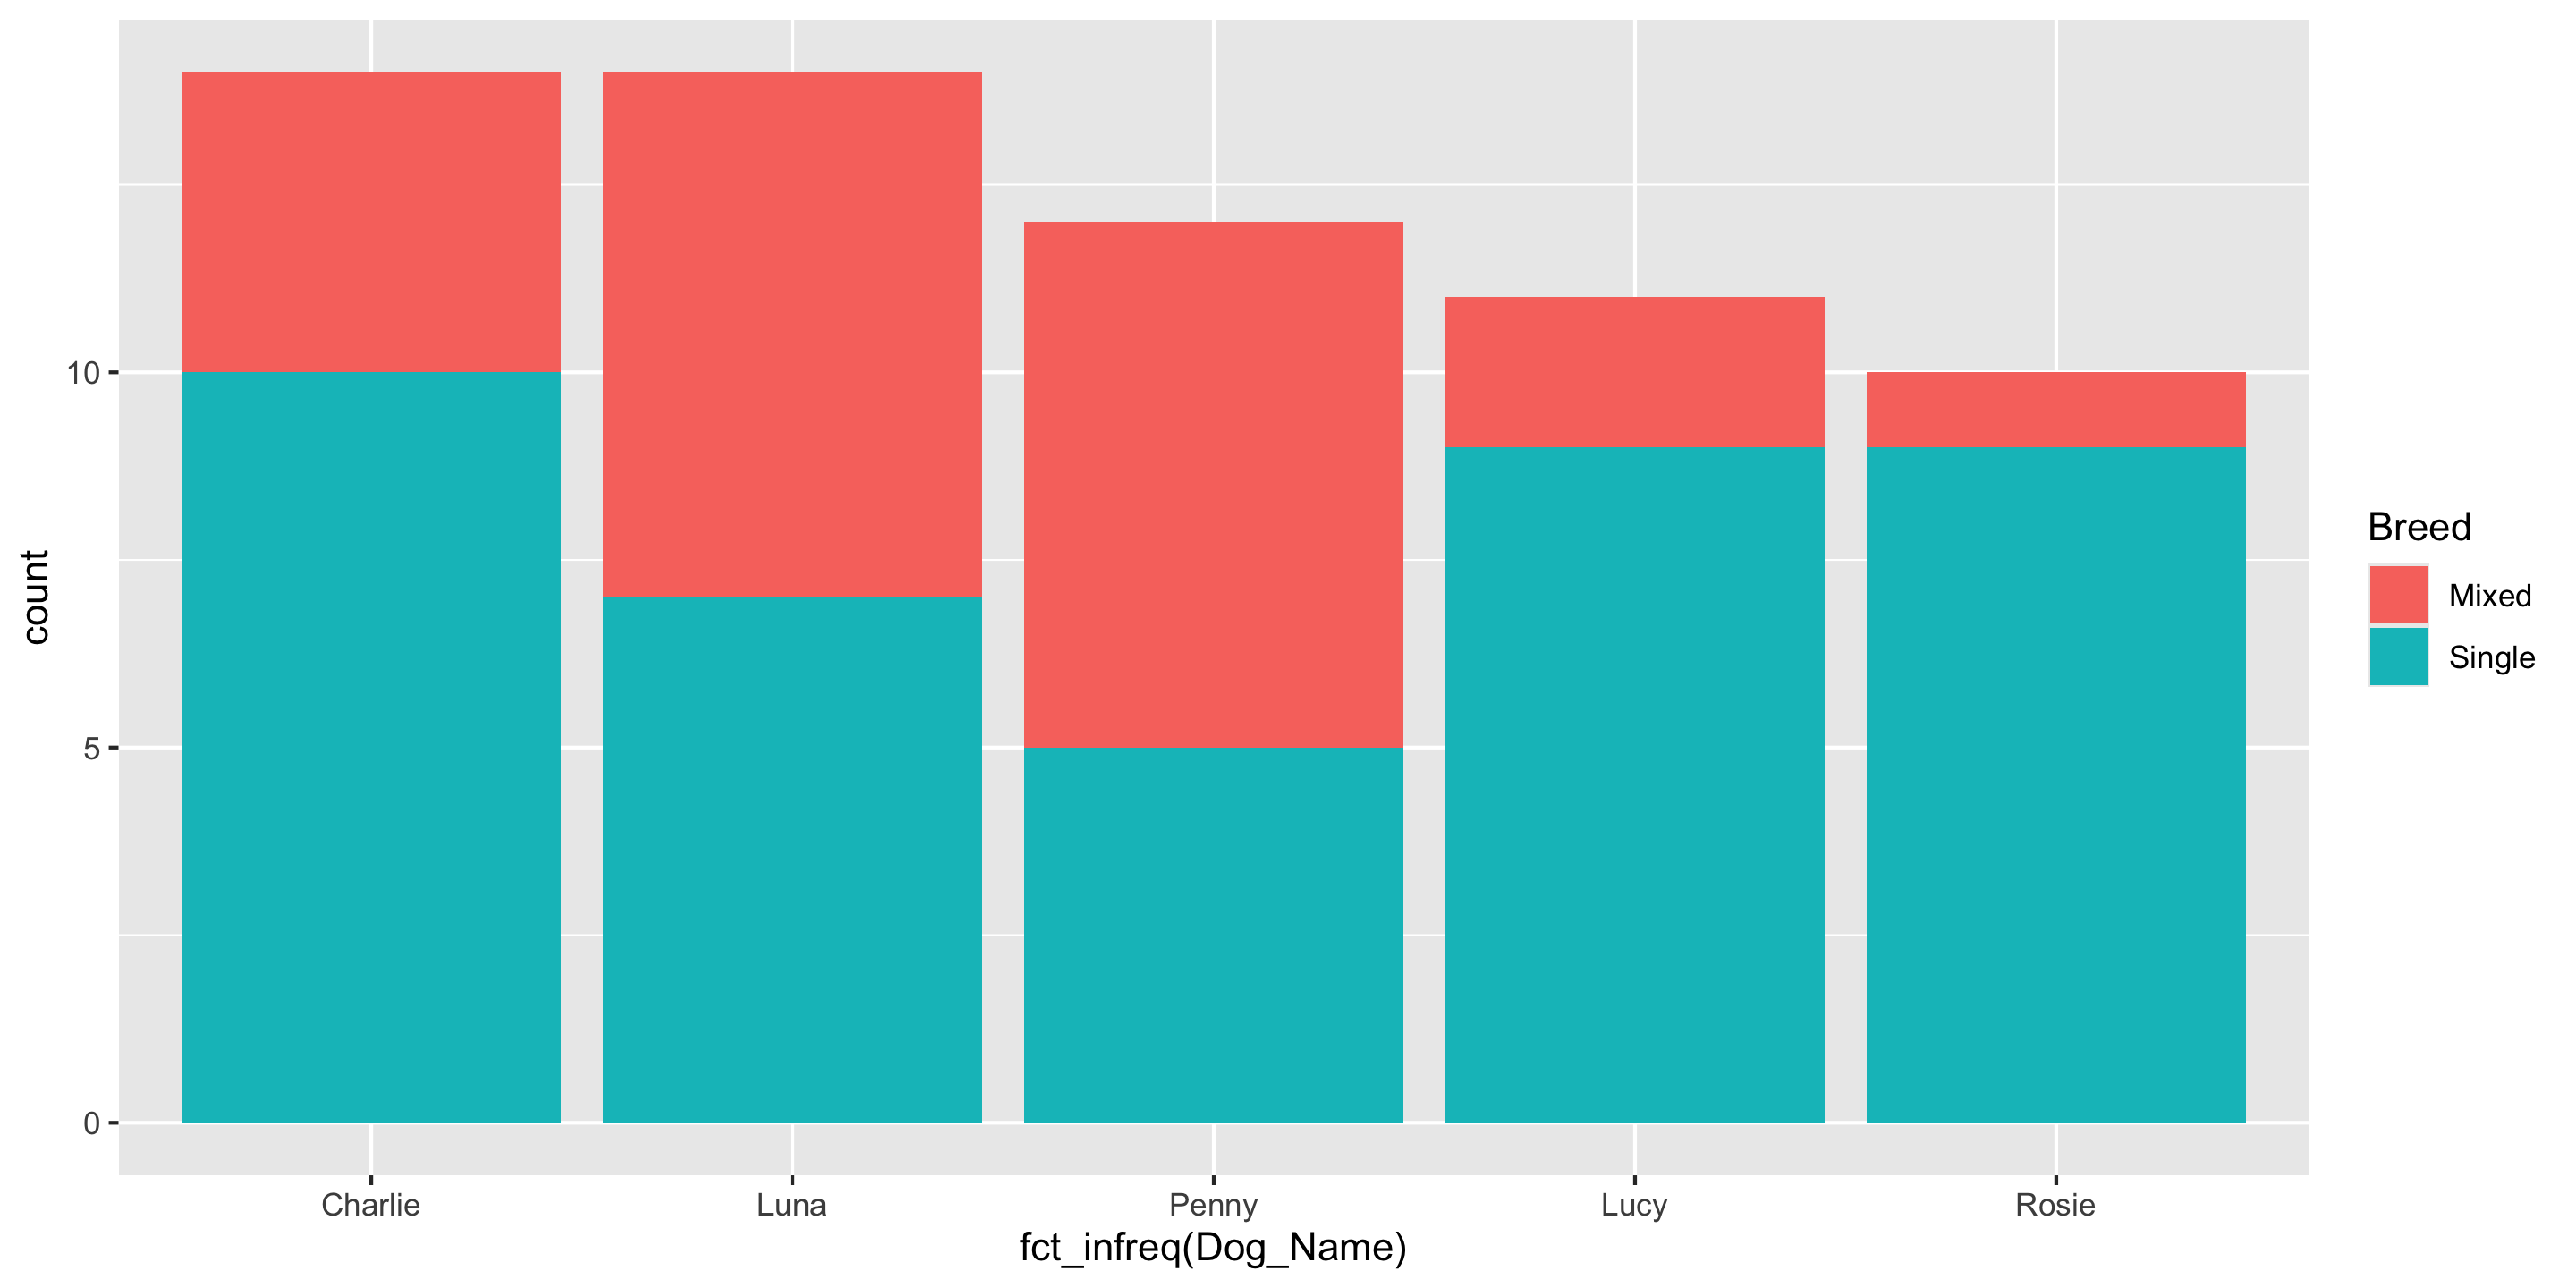 count
10
5
0
Charlie
Luna
Penny
Lucy
Rosie
fct_infreq(Dog_Name)
Breed
Mixed
Single